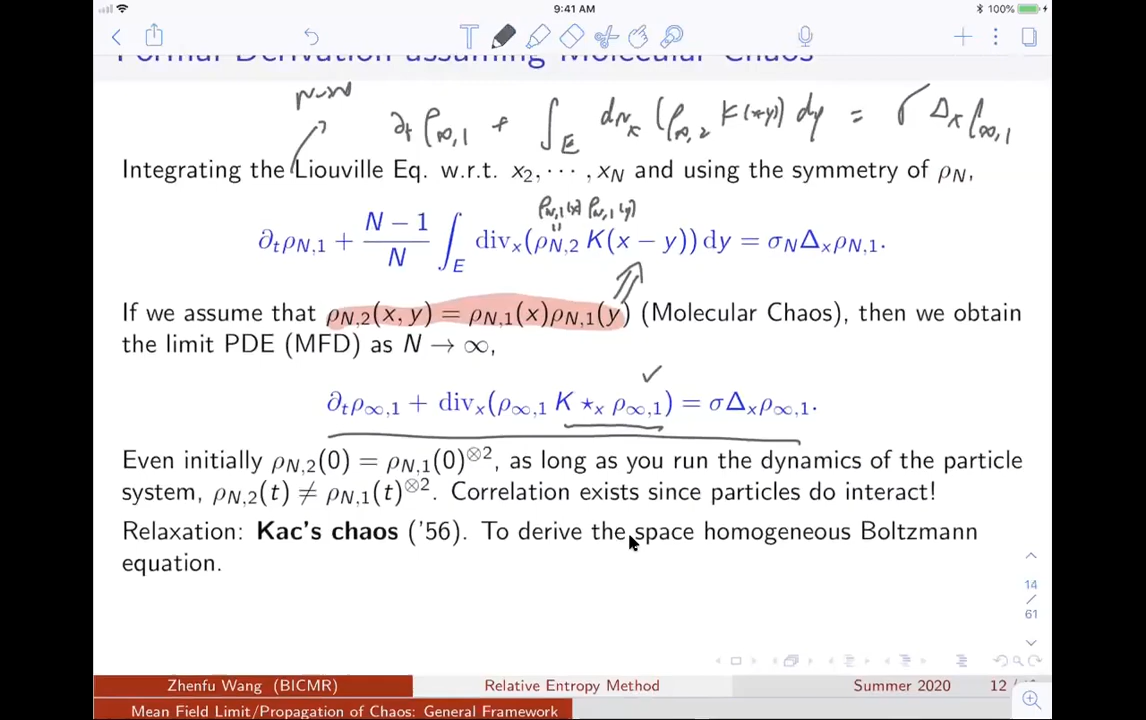 9:41 AM
100%
Formal Derivation assuming Molecular Chaos
N→∞
∂t ρ∞,1 + ∫E divx (ρ∞,2 K(x-y)) dy = σ Δx ρ∞,1
Integrating the Liouville Eq. w.r.t. x2, ··· , xN and using the symmetry of ρN,
ρN,1(x) ρN,1(y)
∂tρN,1 + N − 1 / N ∫E divx(ρN,2 K(x − y)) dy = σNΔxρN,1.
If we assume that ρN,2(x, y) = ρN,1(x)ρN,1(y) (Molecular Chaos), then we obtain
the limit PDE (MFD) as N → ∞,
∂tρ∞,1 + divx(ρ∞,1 K ⋆x ρ∞,1) = σΔxρ∞,1.
Even initially ρN,2(0) = ρN,1(0)⊗2, as long as you run the dynamics of the particle
system, ρN,2(t) ≠ ρN,1(t)⊗2. Correlation exists since particles do interact!
Relaxation: Kac's chaos ('56). To derive the space homogeneous Boltzmann
equation.
14
/
61
Zhenfu Wang (BICMR) Relative Entropy Method Summer 2020 12 /
Mean Field Limit/Propagation of Chaos: General Framework